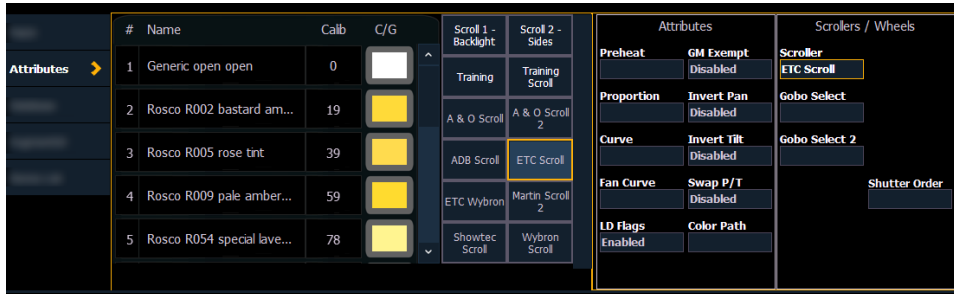 Attributes
# Name Calib C/G
1 Generic open open 0
2 Rosco R002 bastard am... 19
3 Rosco R005 rose tint 39
4 Rosco R009 pale amber... 59
5 Rosco R054 special lave... 78
Scroll 1 -
Backlight
Scroll 2 -
Sides
Training
Training
Scroll
A & O Scroll
A & O Scroll
2
ADB Scroll
ETC Scroll
ETC Wybron
Martin Scroll
2
Showtec
Scroll
Wybron
Scroll
Attributes
Preheat GM Exempt
Disabled
Proportion Invert Pan
Disabled
Curve Invert Tilt
Disabled
Fan Curve Swap P/T
Disabled
LD Flags Color Path
Enabled
Scrollers / Wheels
Scroller
ETC Scroll
Gobo Select
Gobo Select 2
Shutter Order